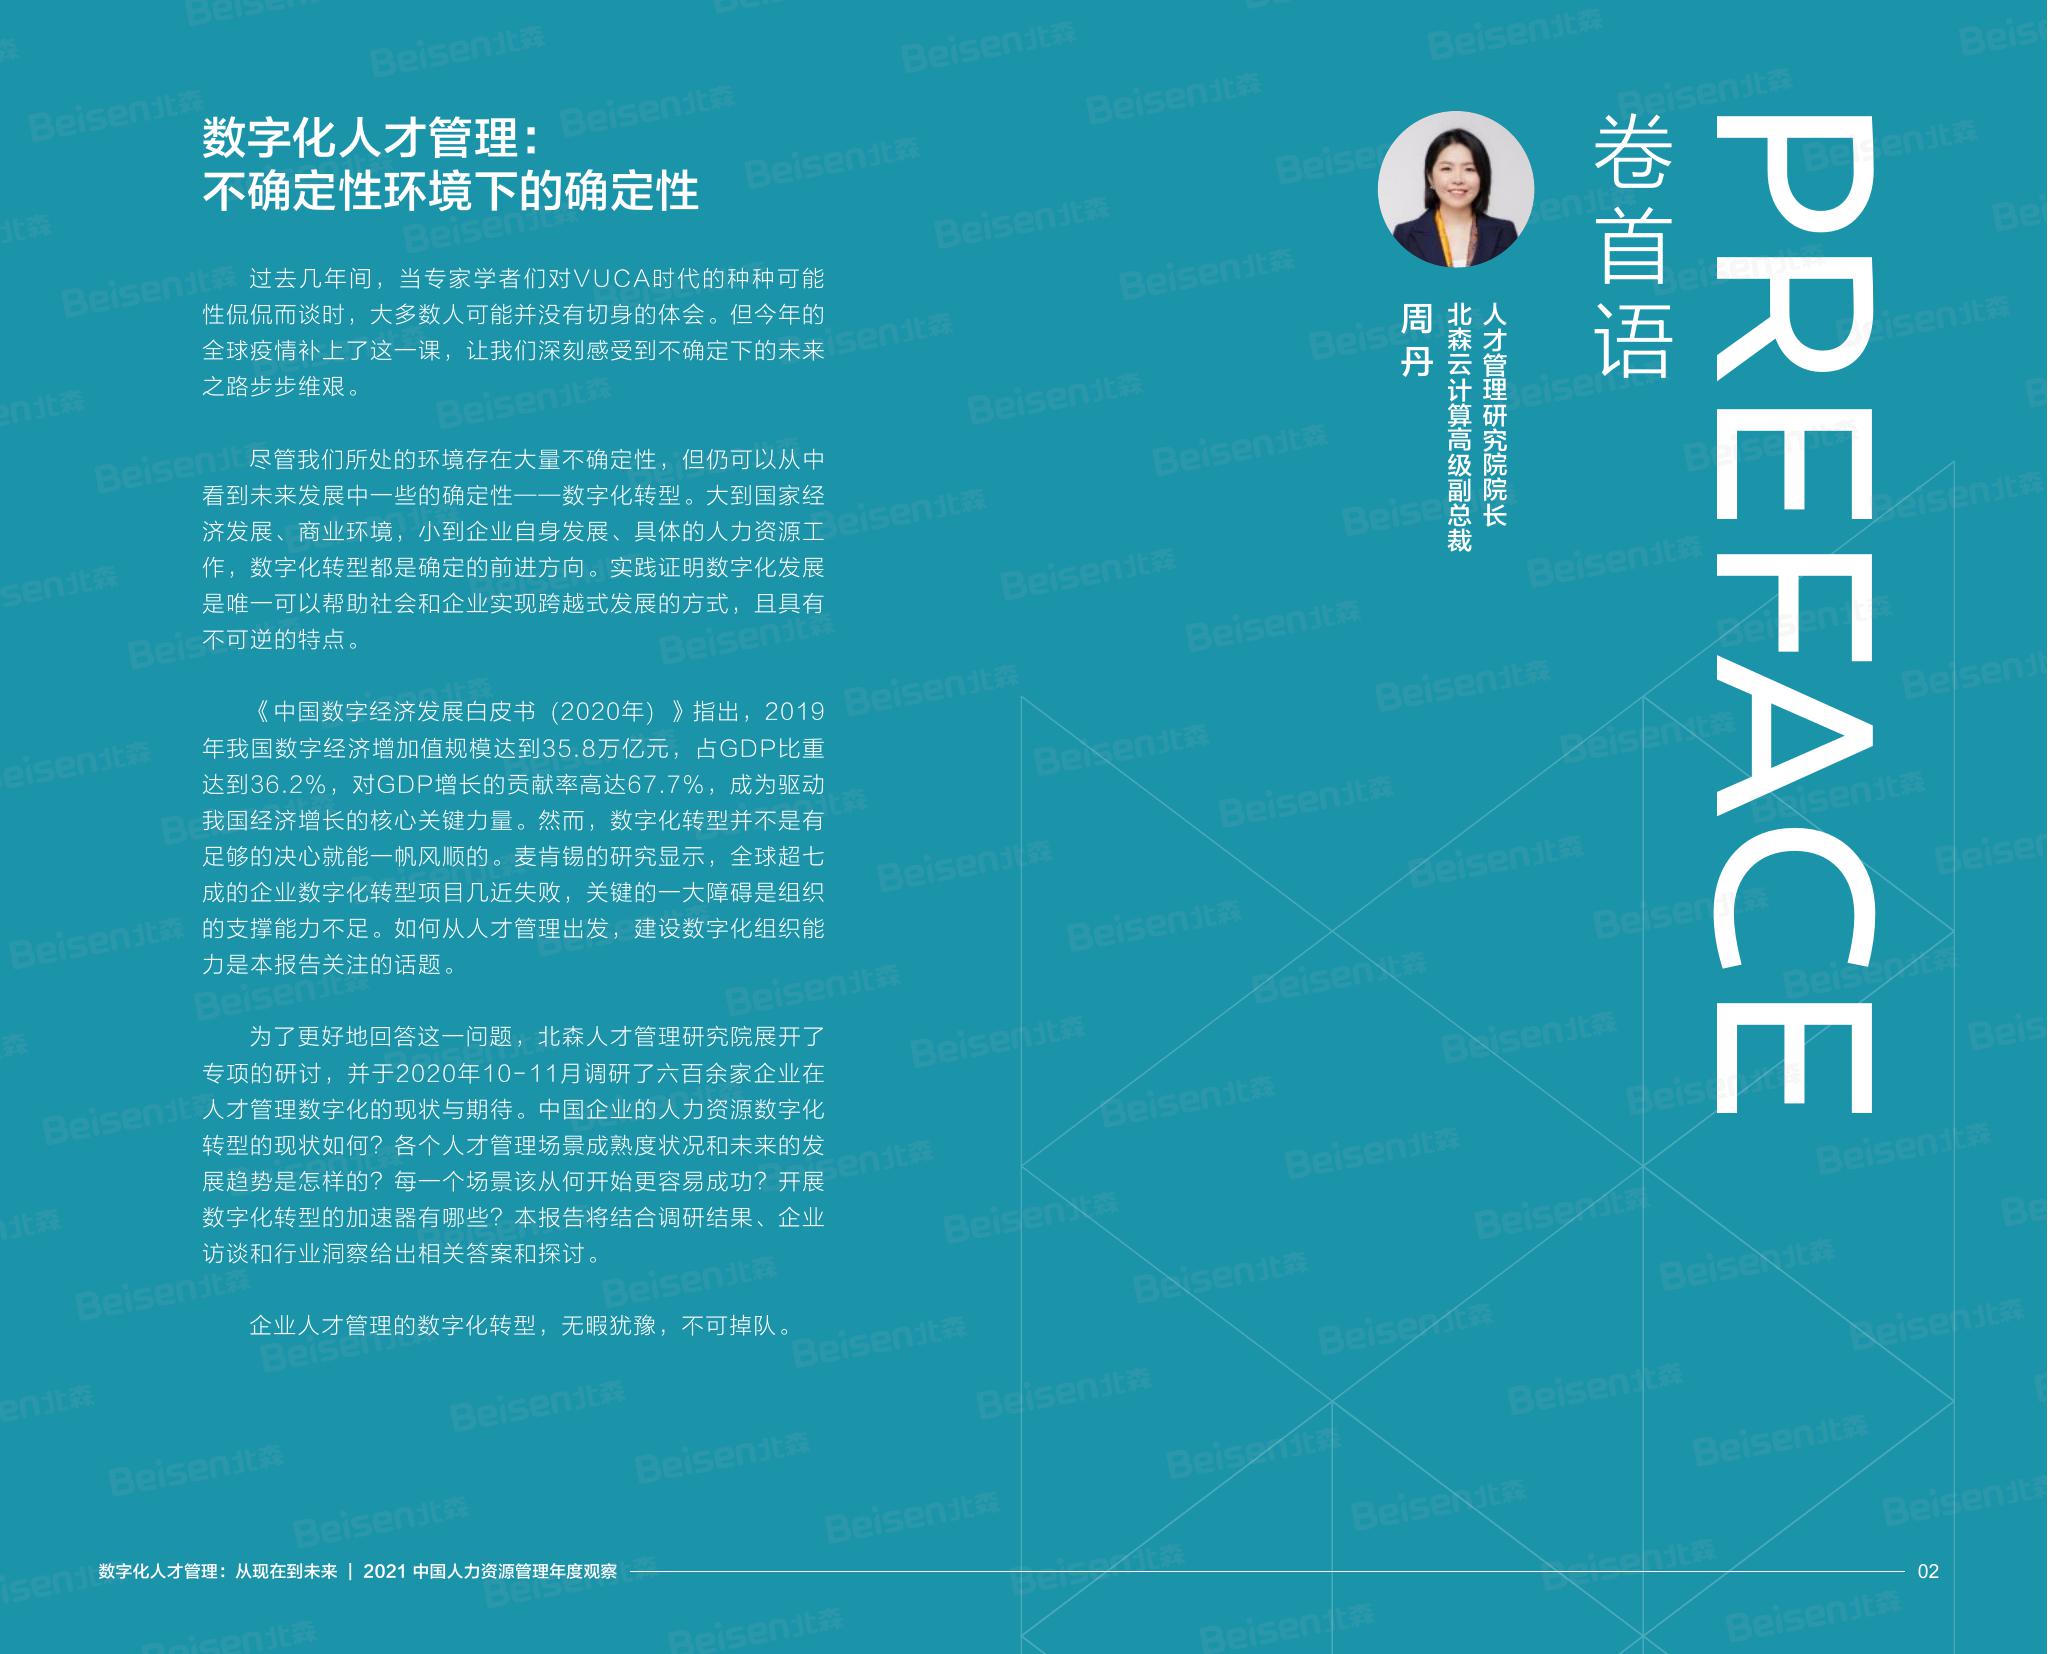 PREFACE
卷首语
人才管理研究院院长
北森云计算高级副总裁
周丹
数字化人才管理：
不确定性环境下的确定性
过去几年间，当专家学者们对VUCA时代的种种可能
性侃侃而谈时，大多数人可能并没有切身的体会。但今年的
全球疫情补上了这一课，让我们深刻感受到不确定下的未来
之路步步维艰。
尽管我们所处的环境存在大量不确定性，但仍可以从中
看到未来发展中一些的确定性——数字化转型。大到国家经
济发展、商业环境，小到企业自身发展、具体的人力资源工
作，数字化转型都是确定的前进方向。实践证明数字化发展
是唯一可以帮助社会和企业实现跨越式发展的方式，且具有
不可逆的特点。
《中国数字经济发展白皮书（2020年）》指出，2019
年我国数字经济增加值规模达到35.8万亿元，占GDP比重
达到36.2%，对GDP增长的贡献率高达67.7%，成为驱动
我国经济增长的核心关键力量。然而，数字化转型并不是有
足够的决心就能一帆风顺的。麦肯锡的研究显示，全球超七
成的企业数字化转型项目几近失败，关键的一大障碍是组织
的支撑能力不足。如何从人才管理出发，建设数字化组织能
力是本报告关注的话题。
为了更好地回答这一问题，北森人才管理研究院展开了
专项的研讨，并于2020年10-11月调研了六百余家企业在
人才管理数字化的现状与期待。中国企业的人力资源数字化
转型的现状如何？各个人才管理场景成熟度状况和未来的发
展趋势是怎样的？每一个场景该从何开始更容易成功？开展
数字化转型的加速器有哪些？本报告将结合调研结果、企业
访谈和行业洞察给出相关答案和探讨。
企业人才管理的数字化转型，无暇犹豫，不可掉队。
数字化人才管理：从现在到未来 | 2021 中国人力资源管理年度观察
02
Beisen北森